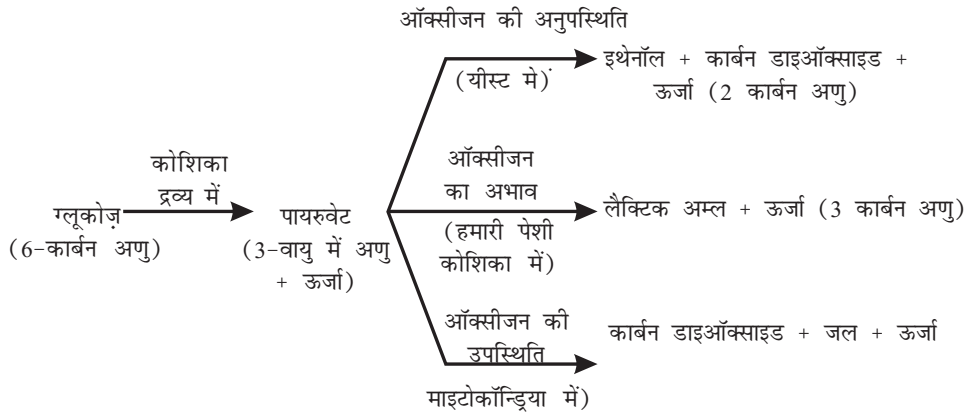 ऑक्सीजन की अनुपस्थिति
(यीस्ट मे)ं
इथेनॉल + कार्बन डाइऑक्साइड +
ऊर्जा (2 कार्बन अणु)
कोशिका
द्रव्य में
ग्लूकोज़
(6-कार्बन अणु)
पायरुवेट
(3-वायु में अणु
+ ऊर्जा)
ऑक्सीजन
का अभाव
(हमारी पेशी
कोशिका में)
लैक्टिक अम्ल + ऊर्जा (3 कार्बन अणु)
ऑक्सीजन की
उपस्थिति
माइटोकॉन्ड्रिया में)
कार्बन डाइऑक्साइड + जल + ऊर्जा